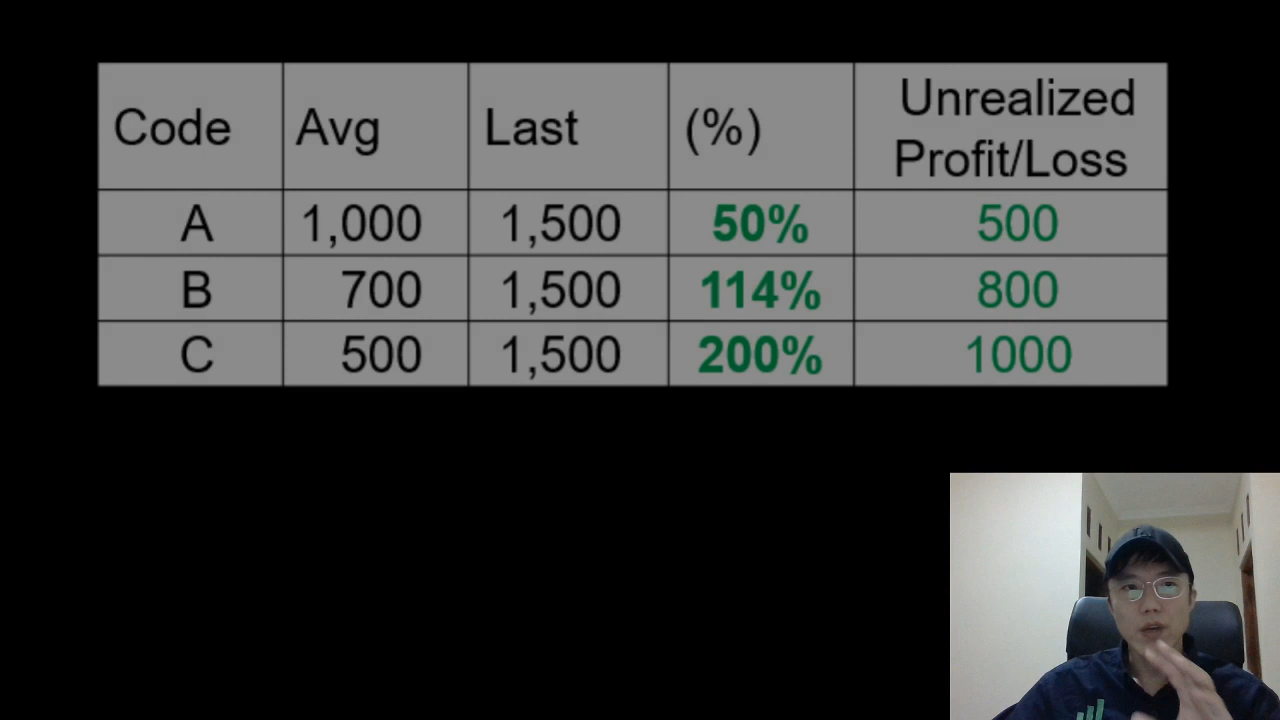 Code Avg Last (%) Unrealized Profit/Loss
A 1,000 1,500 50% 500
B 700 1,500 114% 800
C 500 1,500 200% 1000